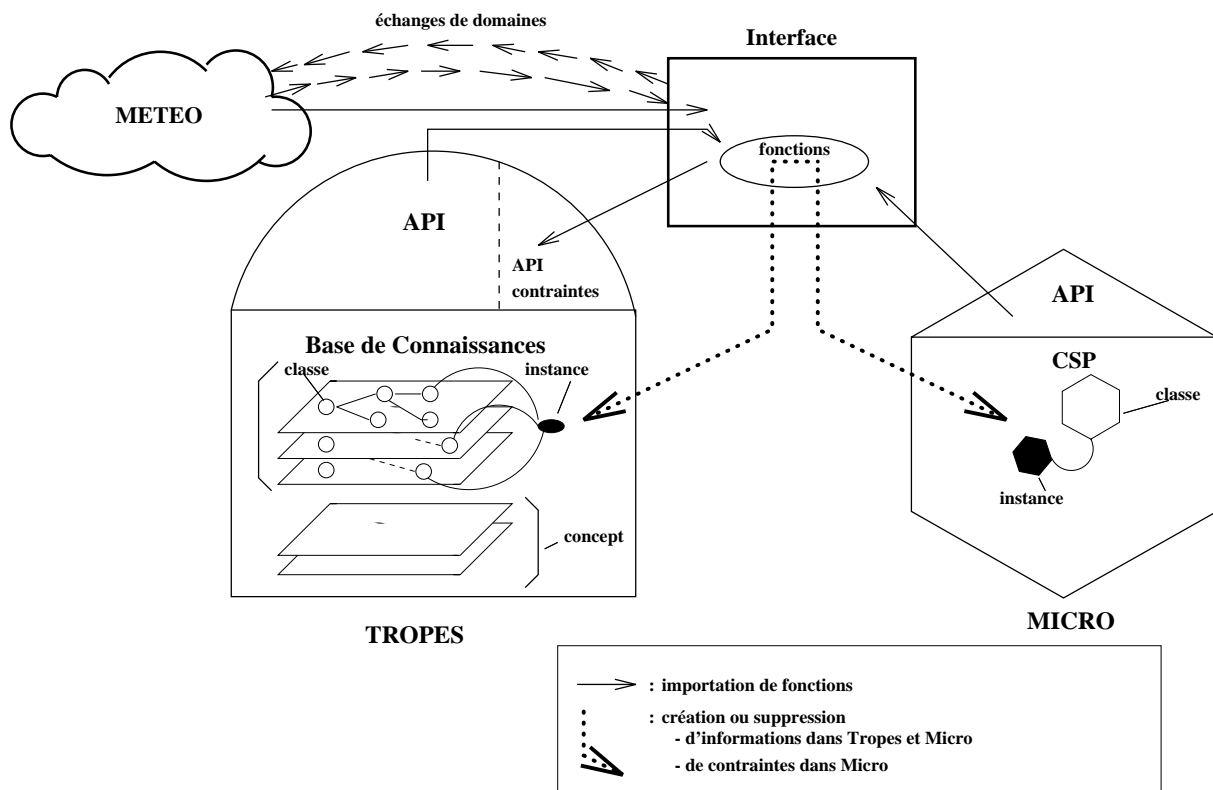 échanges de domaines
Interface
METEO
fonctions
API
API
contraintes
API
Base de Connaissances
classe
instance
CSP
classe
instance
concept
TROPES
MICRO
: importation de fonctions
: création ou suppression
- d'informations dans Tropes et Micro
- de contraintes dans Micro